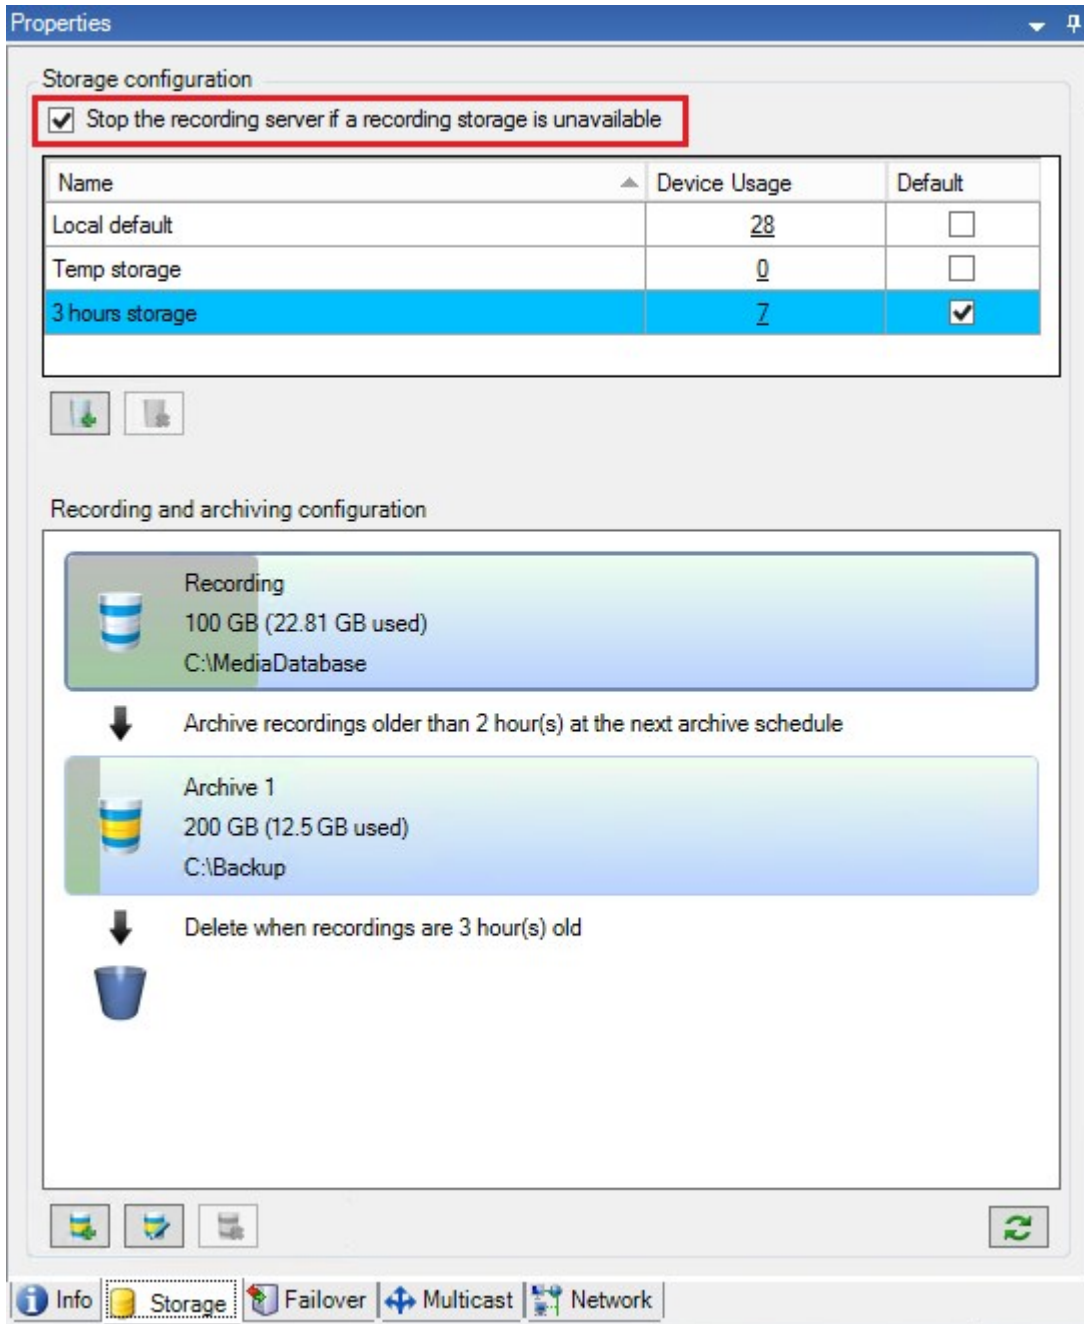 Properties
Storage configuration
Stop the recording server if a recording storage is unavailable
Name Device Usage Default
Local default 28
Temp storage 0
3 hours storage 7
Recording and archiving configuration
Recording
100 GB (22.81 GB used)
C:\MediaDatabase
Archive recordings older than 2 hour(s) at the next archive schedule
Archive 1
200 GB (12.5 GB used)
C:\Backup
Delete when recordings are 3 hour(s) old
Info Storage Failover Multicast Network